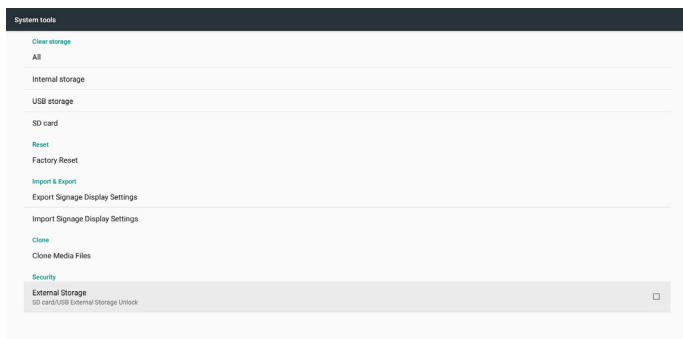 System tools
Clear storage
All
Internal storage
USB storage
SD card
Reset
Factory Reset
Import & Export
Export Signage Display Settings
Import Signage Display Settings
Clone
Clone Media Files
Security
External Storage
SD card/USB External Storage Unlock